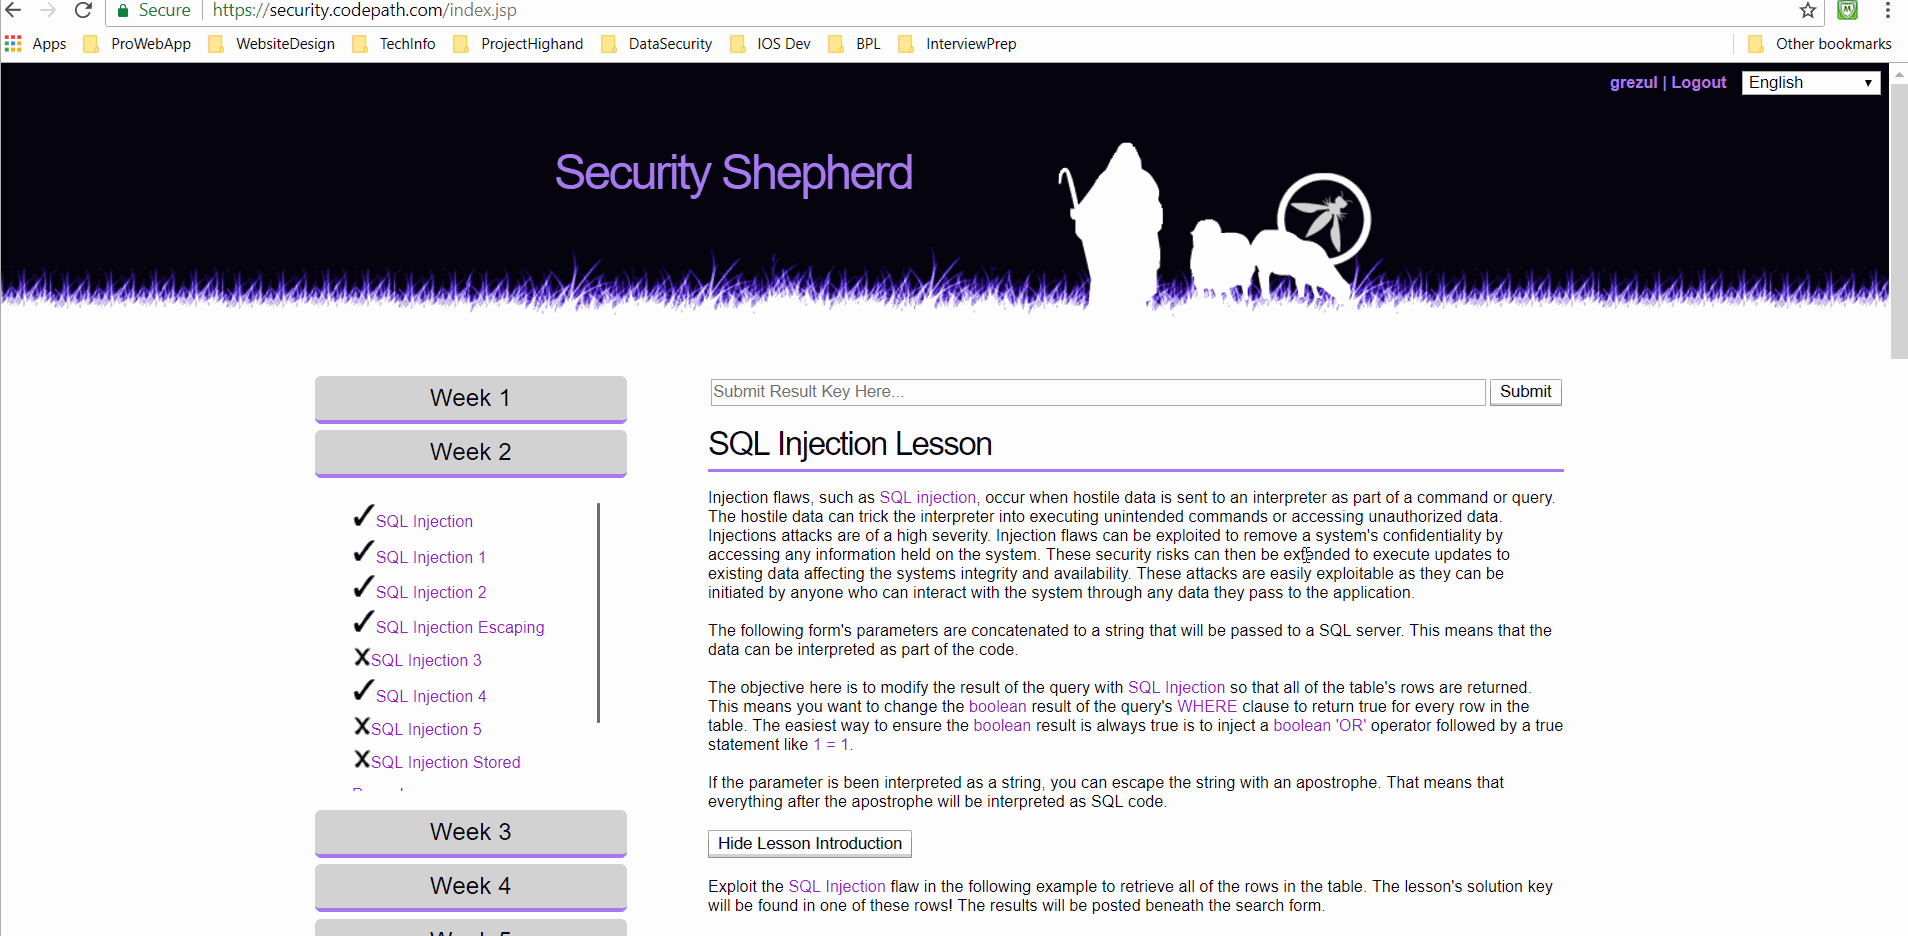 Secure https://security.codepath.com/index.jsp
Apps ProWebApp WebsiteDesign TechInfo ProjectHighand DataSecurity IOS Dev BPL InterviewPrep Other bookmarks
grezul | Logout English
Security Shepherd
Week 1
Week 2
SQL Injection
SQL Injection 1
SQL Injection 2
SQL Injection Escaping
SQL Injection 3
SQL Injection 4
SQL Injection 5
SQL Injection Stored
Week 3
Week 4
Submit Result Key Here... Submit
SQL Injection Lesson
Injection flaws, such as SQL injection, occur when hostile data is sent to an interpreter as part of a command or query.
The hostile data can trick the interpreter into executing unintended commands or accessing unauthorized data.
Injections attacks are of a high severity. Injection flaws can be exploited to remove a system's confidentiality by
accessing any information held on the system. These security risks can then be extended to execute updates to
existing data affecting the systems integrity and availability. These attacks are easily exploitable as they can be
initiated by anyone who can interact with the system through any data they pass to the application.
The following form's parameters are concatenated to a string that will be passed to a SQL server. This means that the
data can be interpreted as part of the code.
The objective here is to modify the result of the query with SQL Injection so that all of the table's rows are returned.
This means you want to change the boolean result of the query's WHERE clause to return true for every row in the
table. The easiest way to ensure the boolean result is always true is to inject a boolean 'OR' operator followed by a true
statement like 1 = 1.
If the parameter is been interpreted as a string, you can escape the string with an apostrophe. That means that
everything after the apostrophe will be interpreted as SQL code.
Hide Lesson Introduction
Exploit the SQL Injection flaw in the following example to retrieve all of the rows in the table. The lesson's solution key
will be found in one of these rows! The results will be posted beneath the search form.